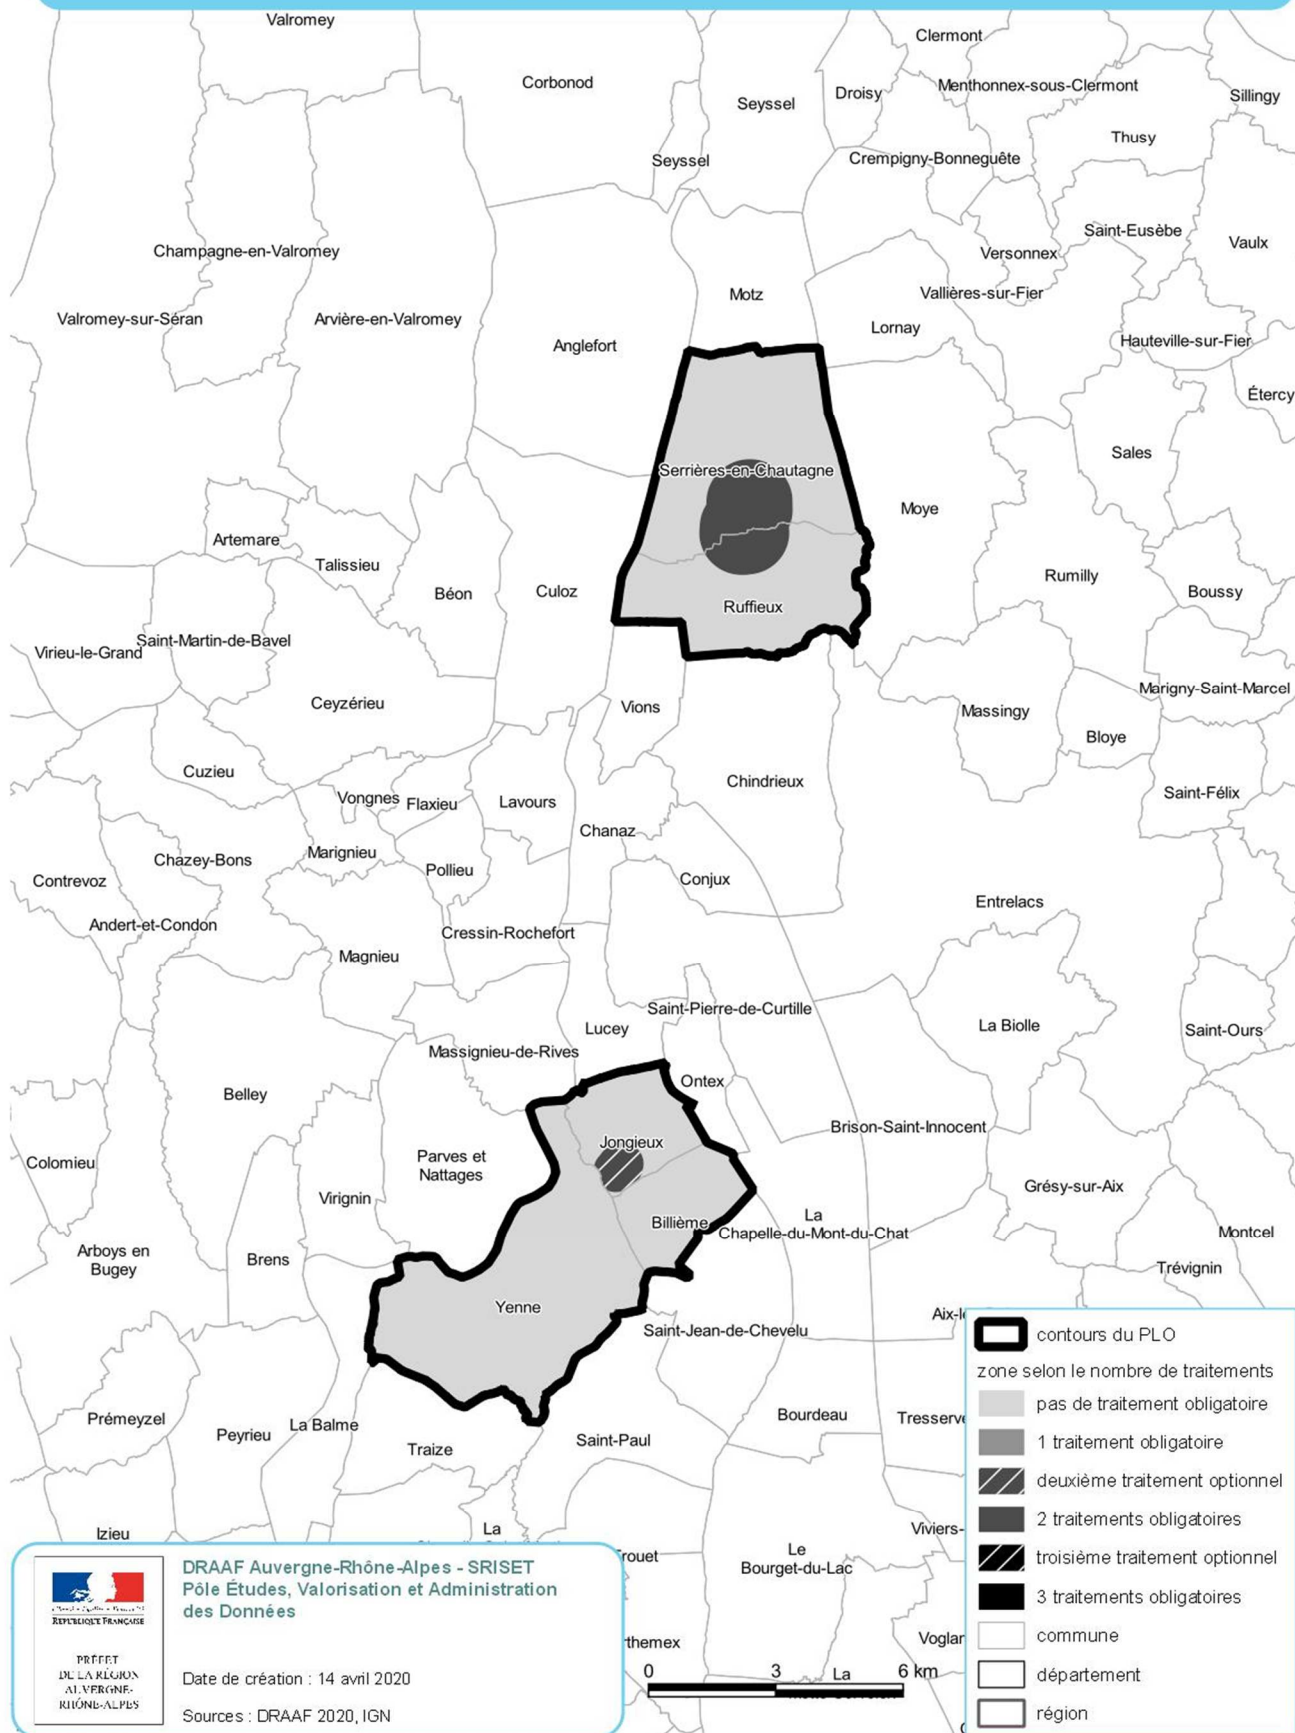 Valromey
Clermont
Corbonod
Seyssel
Droisy
Menthonnex-sous-Clermont
Sillingy
Thusy
Seyssel
Crempigny-Bonneguête
Saint-Eusèbe
Vaulx
Champagne-en-Valromey
Versonnex
Motz
Vallières-sur-Fier
Valromey-sur-Séran
Arvière-en-Valromey
Lornay
Anglefort
Hauteville-sur-Fier
Étercy
Sales
Serrières-en-Chautagne
Moye
Artemare
Talissieu
Béon
Culoz
Rumilly
Boussy
Ruffieux
Saint-Martin-de-Bavel
Virieu-le-Grand
Marigny-Saint-Marcel
Ceyzérieu
Vions
Massingy
Bloye
Cuzieu
Chindrieux
Saint-Félix
Vongnes
Flaxieu
Lavours
Chanaz
Marignieu
Chazey-Bons
Pollieu
Contrevoz
Conjux
Entrelacs
Andert-et-Condon
Cressin-Rochefort
Magnieu
Saint-Pierre-de-Curtille
Lucey
La Biolle
Saint-Ours
Massignieu-de-Rives
Ontex
Belley
Brison-Saint-Innocent
Jongieux
Colomieu
Parves et
Nattages
Virignin
Grésy-sur-Aix
La
Chapelle-du-Mont-du-Chat
Billième
Montcel
Arboys en
Bugey
Brens
Trévignin
Yenne
Aix-l
Saint-Jean-de-Chevelu
Prémeyzel
Peyrieu
La Balme
Traize
Saint-Paul
Bourdeau
Tresserve
Izieu
La
Viviers-
Trouet
Le
Bourget-du-Lac
rthemex
Voglar
La
contours du PLO
zone selon le nombre de traitements
pas de traitement obligatoire
1 traitement obligatoire
deuxième traitement optionnel
2 traitements obligatoires
troisième traitement optionnel
3 traitements obligatoires
commune
département
région
0 3 6 km
RÉPUBLIQUE FRANÇAISE
PRÉFET
DE LA RÉGION
AUVERGNE-
RHÔNE-ALPES
DRAAF Auvergne-Rhône-Alpes - SRISET
Pôle Études, Valorisation et Administration
des Données
Date de création : 14 avril 2020
Sources : DRAAF 2020, IGN